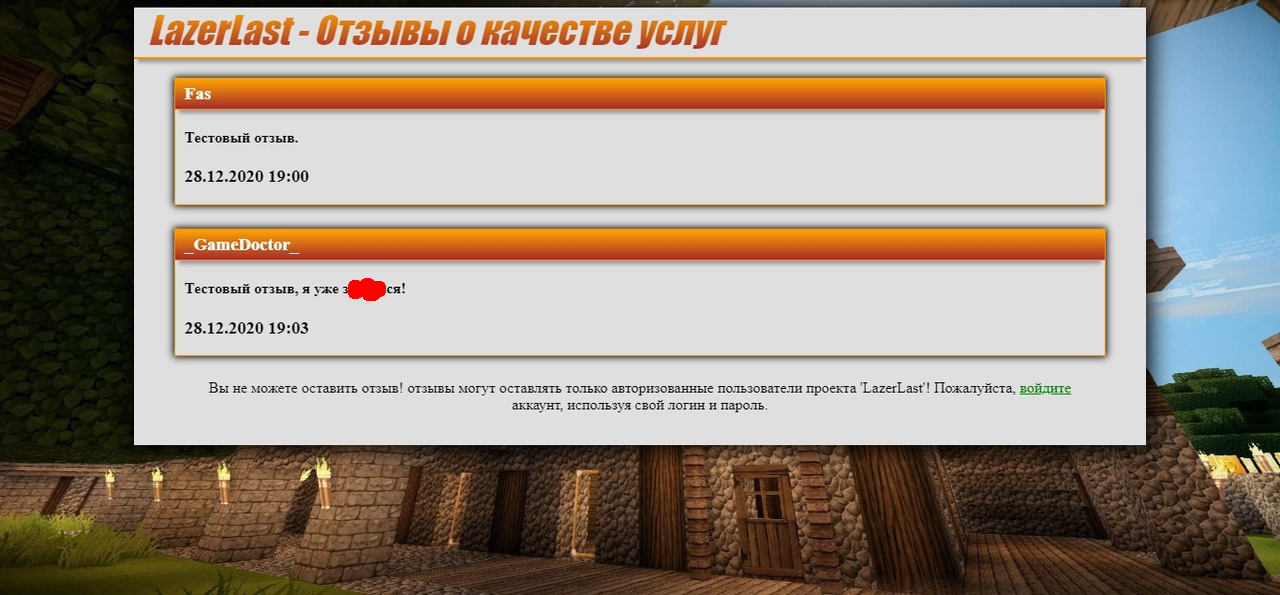 LazerLast - Отзывы о качестве услуг
Fas
Тестовый отзыв.
28.12.2020 19:00
_GameDoctor_
Тестовый отзыв, я уже
28.12.2020 19:03
Вы не можете оставить отзыв! отзывы могут оставлять только авторизованные пользователи проекта 'LazerLast'! Пожалуйста, войдите
аккаунт, используя свой логин и пароль.